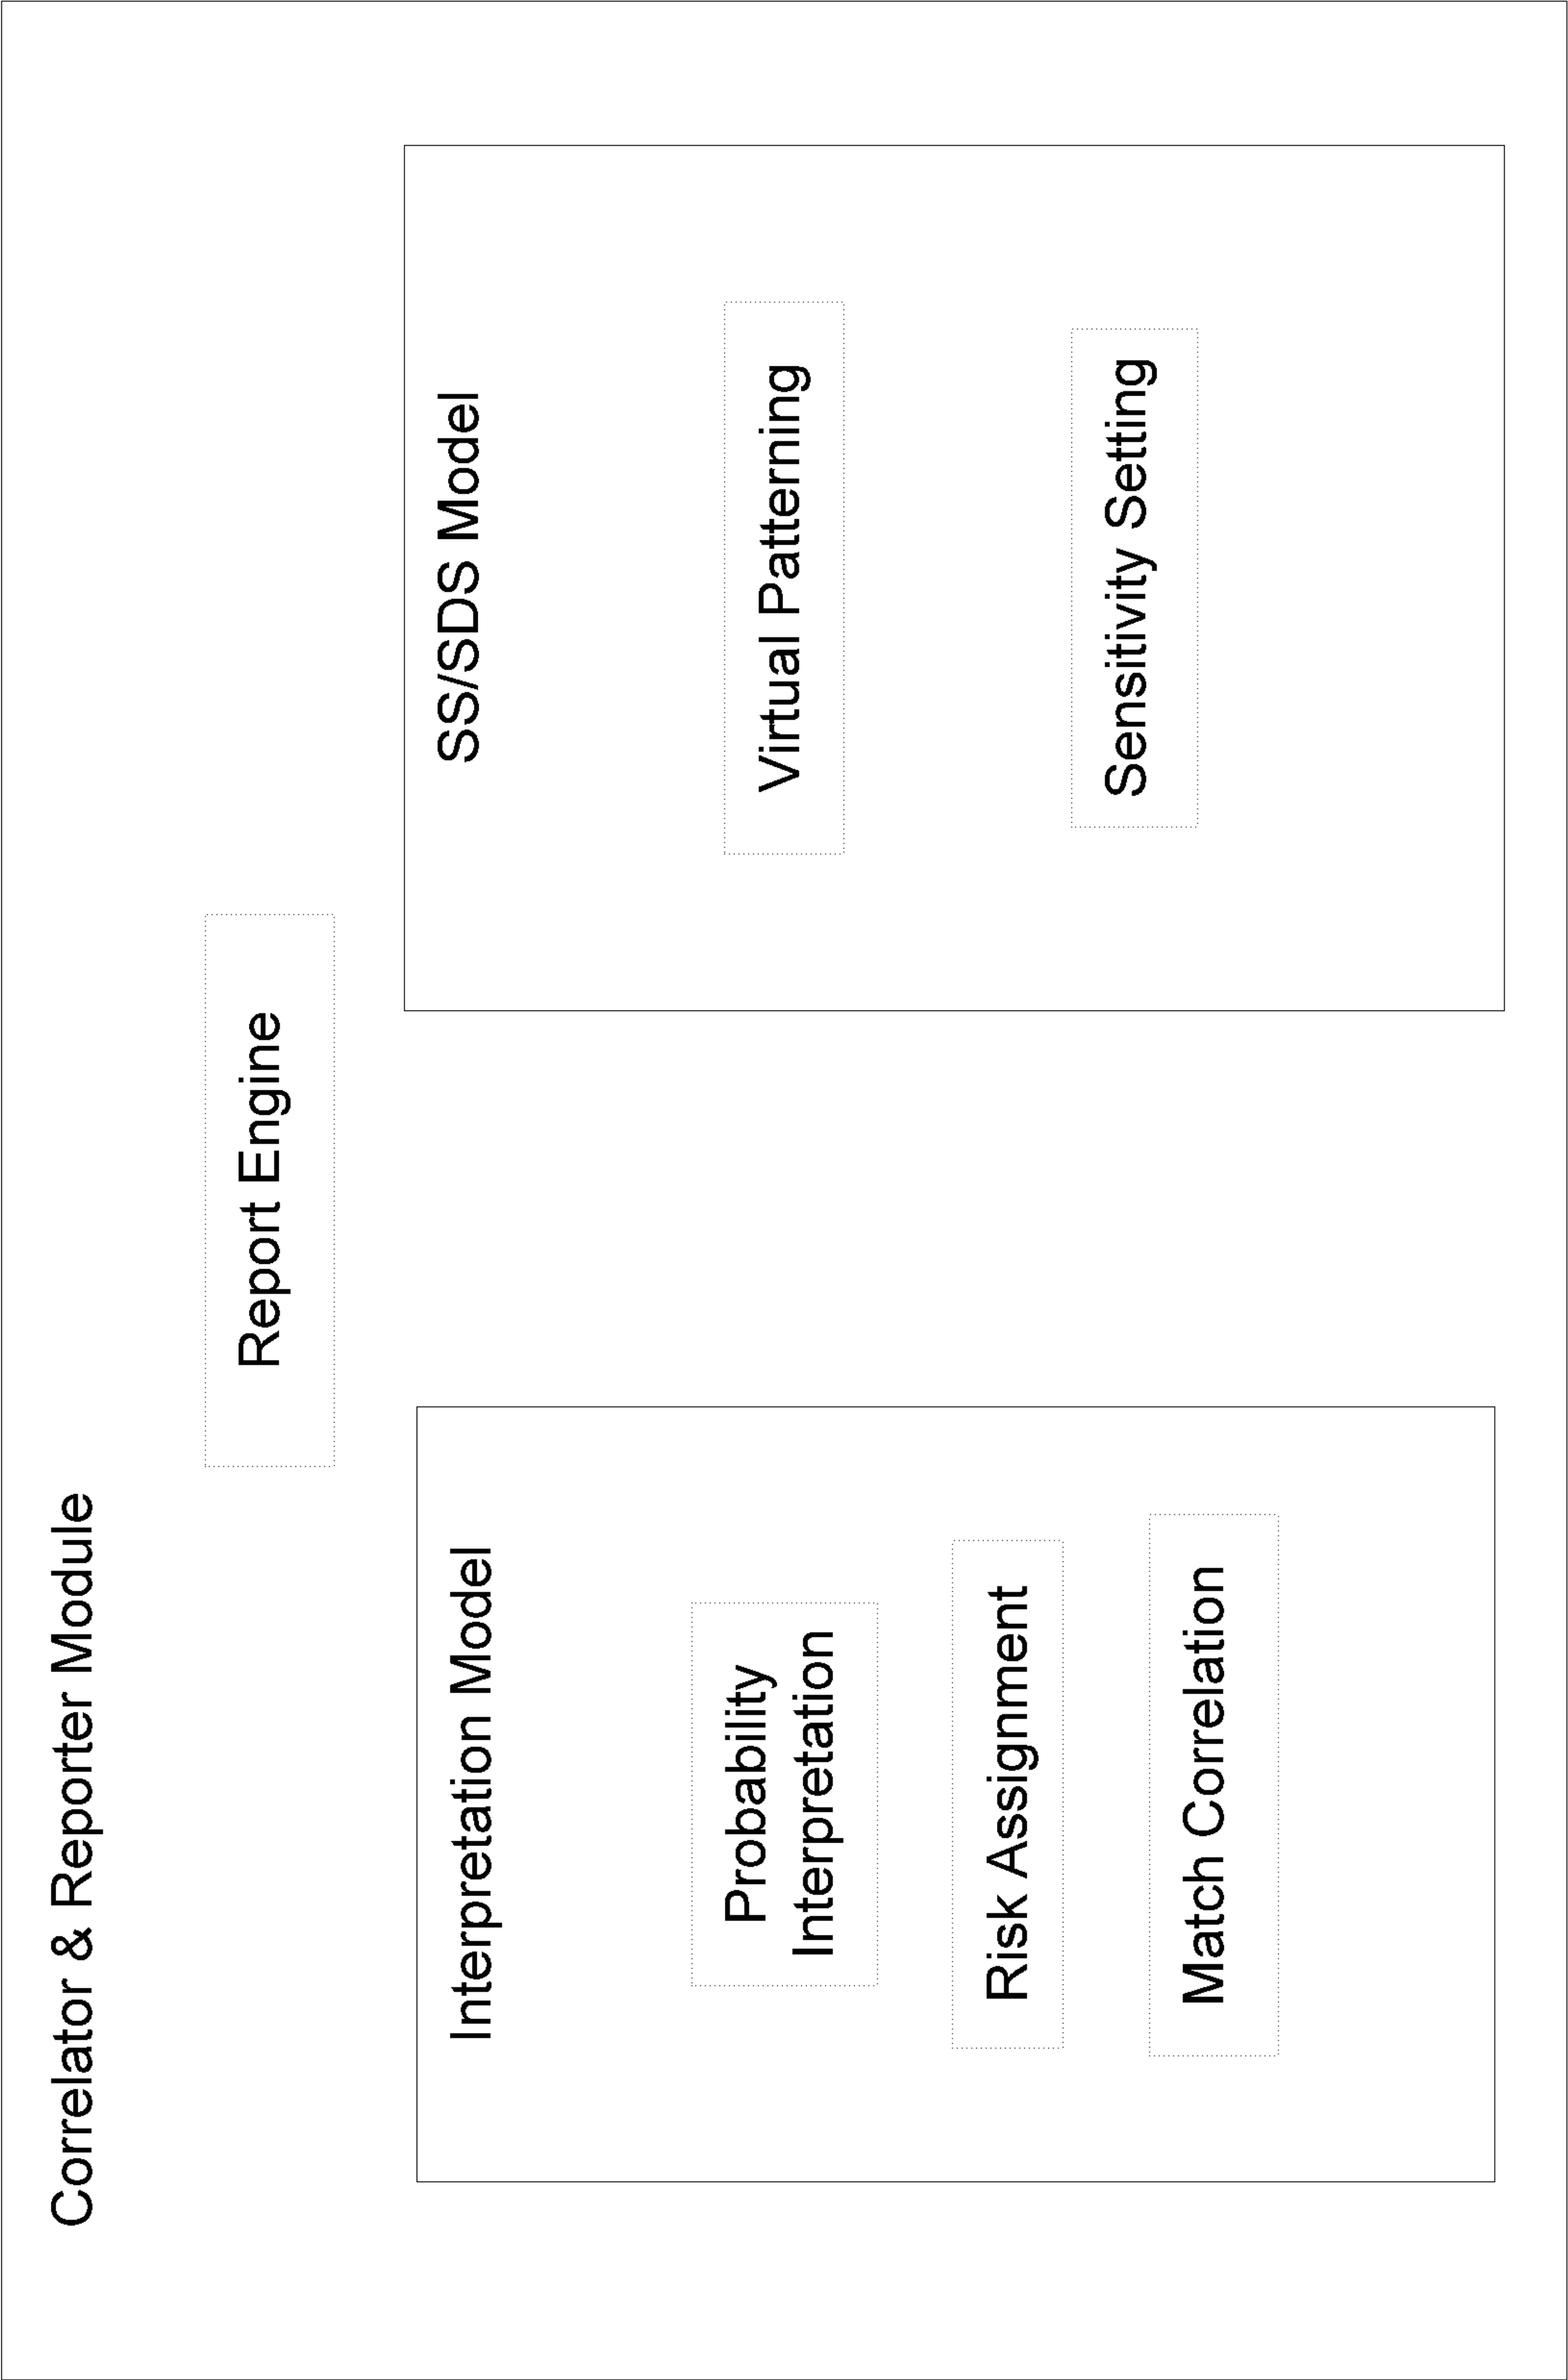 Correlator & Reporter Module
Report Engine
Interpretation Model
Probability
Interpretation
Risk Assignment
Match Correlation
SS/SDS Model
Virtual Patterning
Sensitivity Setting